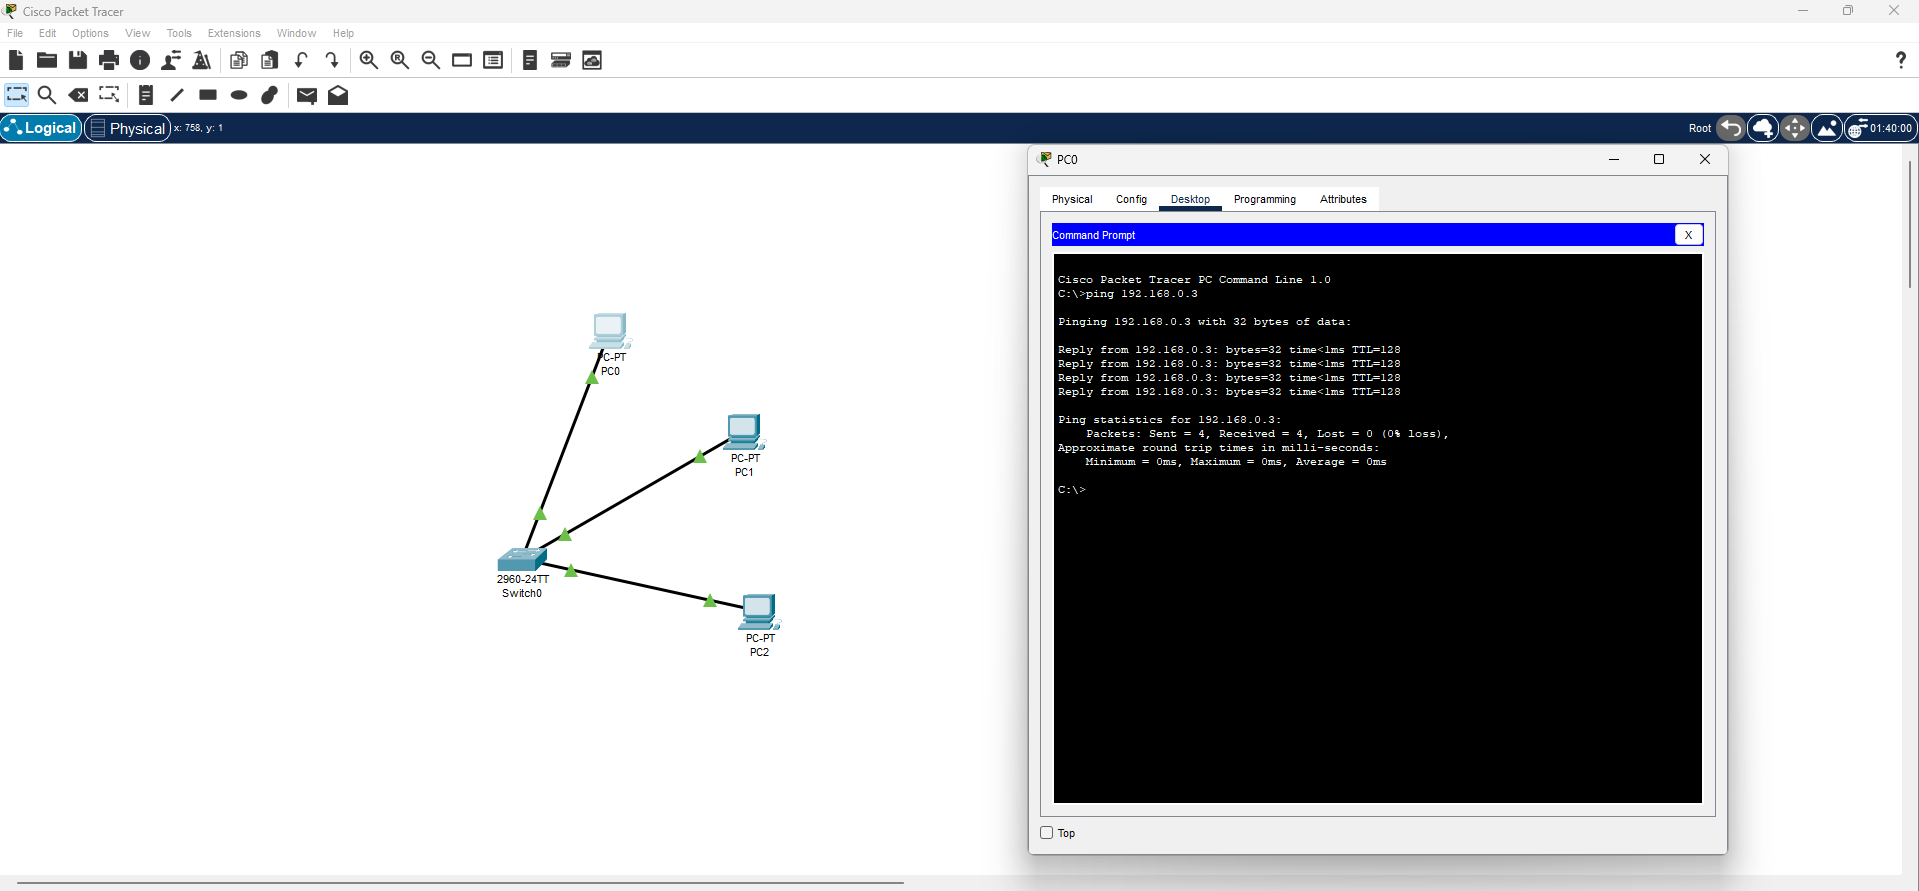 Cisco Packet Tracer
File Edit Options View Tools Extensions Window Help
Logical Physical x: 758, y: 1 Root 01:40:00
PC0
Physical Config Desktop Programming Attributes
Command Prompt X
Cisco Packet Tracer PC Command Line 1.0
C:\>ping 192.168.0.3
Pinging 192.168.0.3 with 32 bytes of data:
Reply from 192.168.0.3: bytes=32 time<1ms TTL=128
Reply from 192.168.0.3: bytes=32 time<1ms TTL=128
Reply from 192.168.0.3: bytes=32 time<1ms TTL=128
Reply from 192.168.0.3: bytes=32 time<1ms TTL=128
Ping statistics for 192.168.0.3:
Packets: Sent = 4, Received = 4, Lost = 0 (0% loss),
Approximate round trip times in milli-seconds:
Minimum = 0ms, Maximum = 0ms, Average = 0ms
C:\>
Top
PC-PT
PC0
PC-PT
PC1
2960-24TT
Switch0
PC-PT
PC2